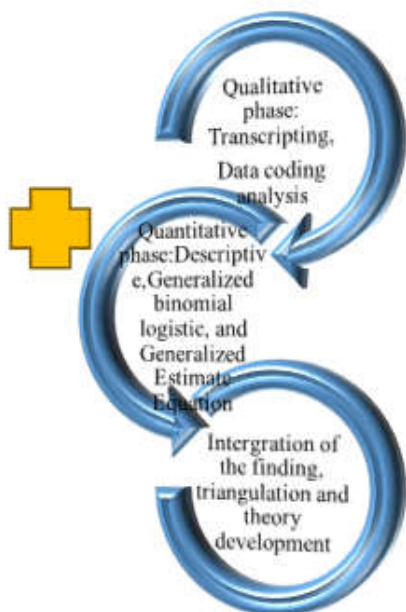 Qualitative
phase:
Transcripting,
Data coding
analysis
Quantitative
phase:Descriptiv
e,Generalized
binomial
logistic, and
Generalized
Estimate
Equation
Intergration of
the finding,
triangulation and
theory
development